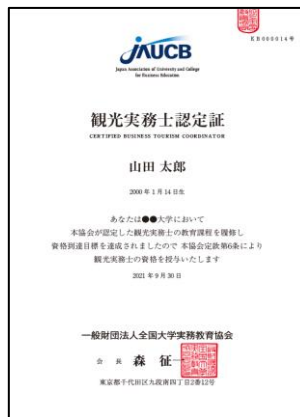 KB000014号
JAUCB
Japan Association of University and College
for Business Education
観光実務士認定証
CERTIFIED BUSINESS TOURISM COORDINATOR
山田 太郎
2000年1月14日生
あなたは●●大学において
本協会が認定した観光実務士の教育課程を履修し
資格到達目標を達成されましたので 本協会定款第6条により
観光実務士の資格を授与いたします
2021年9月30日
一般財団法人全国大学実務教育協会
会長 森 征一
東京都千代田区九段南四丁目2番12号